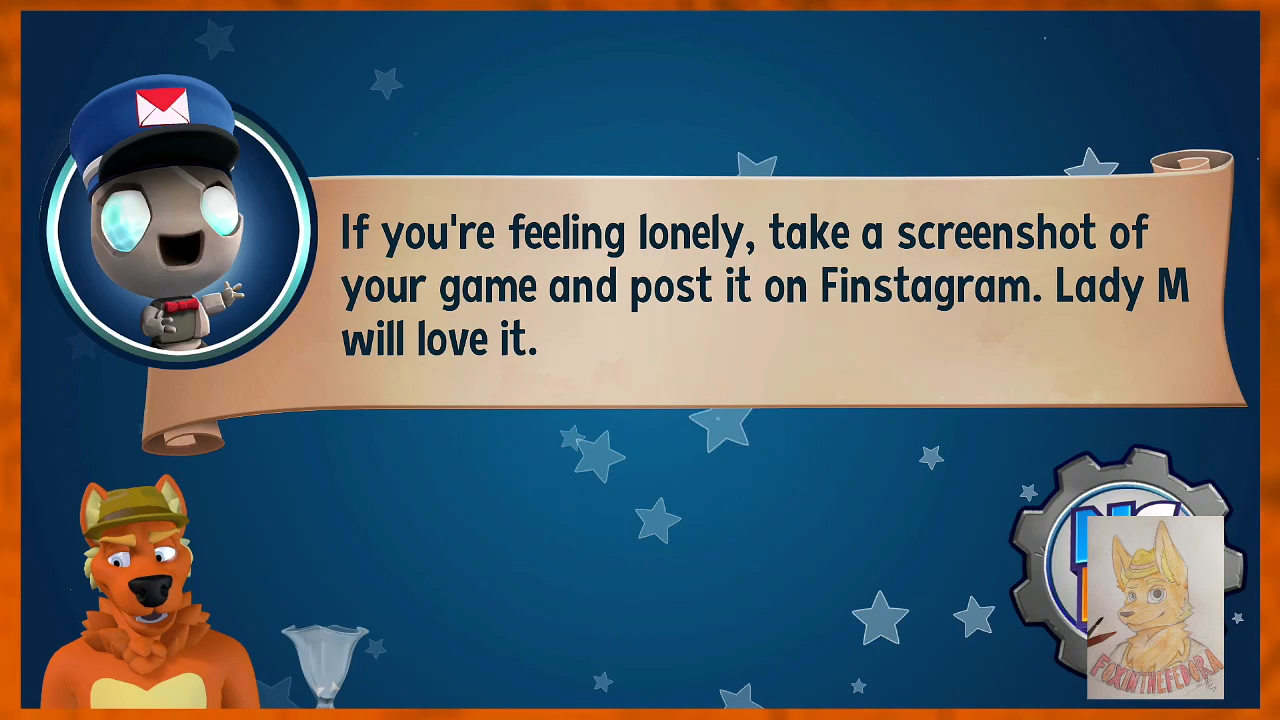 If you're feeling lonely, take a screenshot of
your game and post it on Finstagram. Lady M
will love it.
FOXINTHEFEDORA